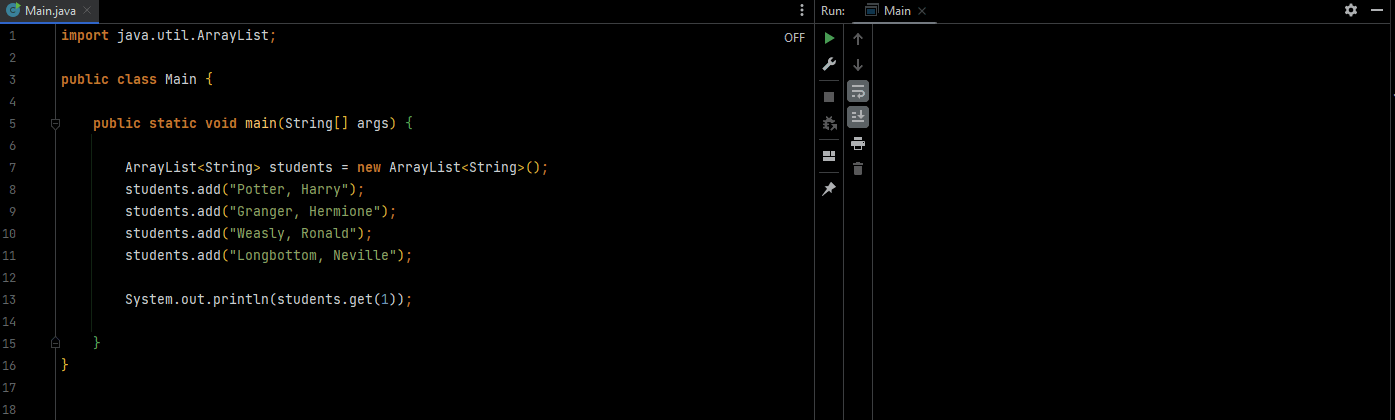 Main.java
Run: Main
OFF
1 import java.util.ArrayList;
2
3 public class Main {
4
5 public static void main(String[] args) {
6
7 ArrayList<String> students = new ArrayList<String>();
8 students.add("Potter, Harry");
9 students.add("Granger, Hermione");
10 students.add("Weasly, Ronald");
11 students.add("Longbottom, Neville");
12
13 System.out.println(students.get(1));
14
15 }
16 }
17
18